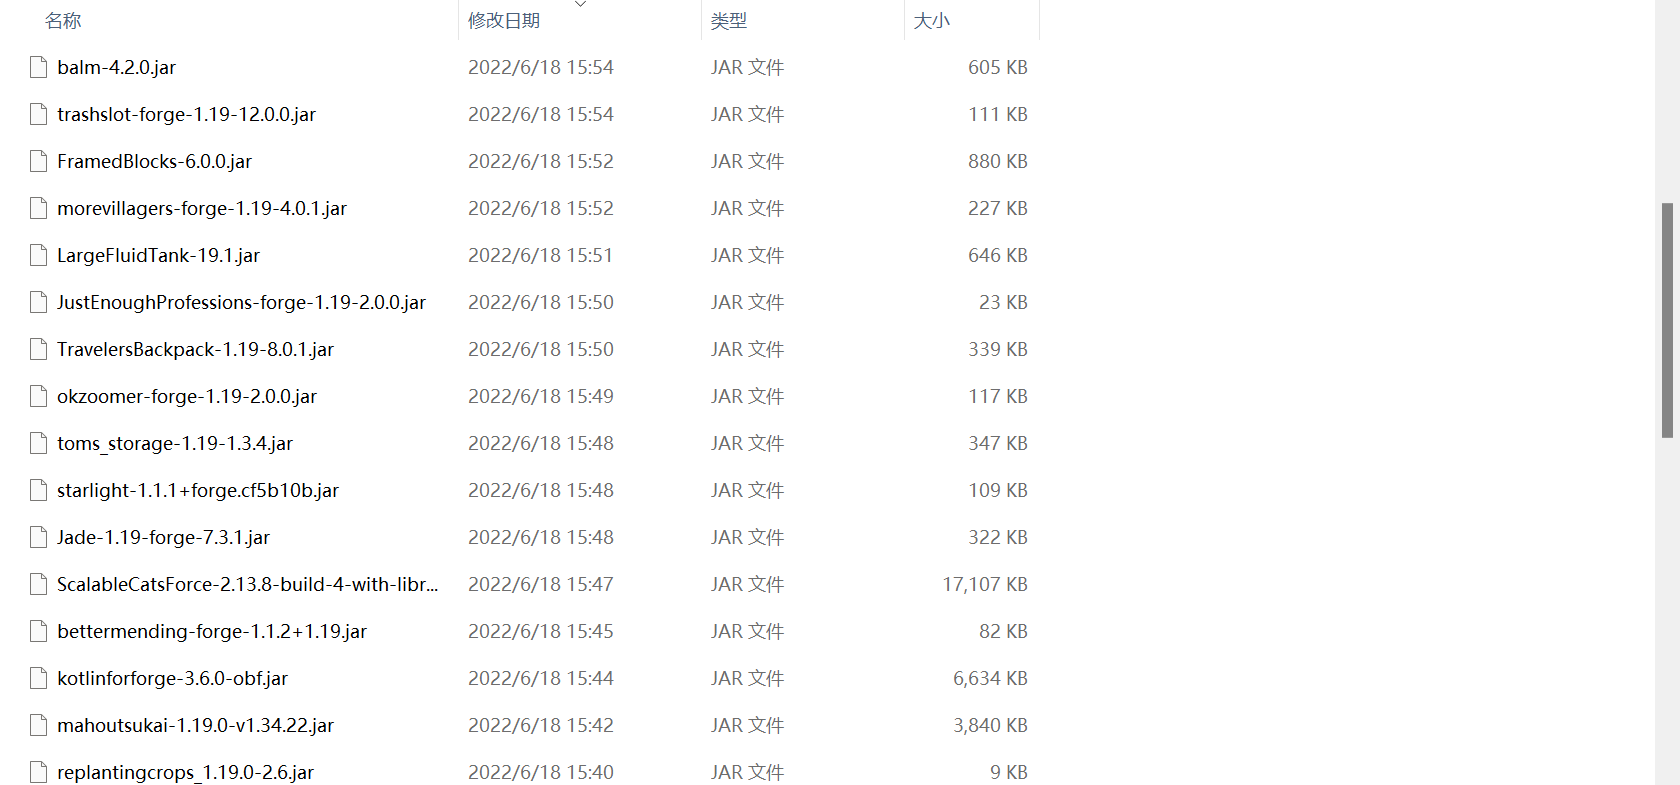 名称 修改日期 类型 大小
balm-4.2.0.jar 2022/6/18 15:54 JAR 文件 605 KB
trashslot-forge-1.19-12.0.0.jar 2022/6/18 15:54 JAR 文件 111 KB
FramedBlocks-6.0.0.jar 2022/6/18 15:52 JAR 文件 880 KB
morevillagers-forge-1.19-4.0.1.jar 2022/6/18 15:52 JAR 文件 227 KB
LargeFluidTank-19.1.jar 2022/6/18 15:51 JAR 文件 646 KB
JustEnoughProfessions-forge-1.19-2.0.0.jar 2022/6/18 15:50 JAR 文件 23 KB
TravelersBackpack-1.19-8.0.1.jar 2022/6/18 15:50 JAR 文件 339 KB
okzoomer-forge-1.19-2.0.0.jar 2022/6/18 15:49 JAR 文件 117 KB
toms_storage-1.19-1.3.4.jar 2022/6/18 15:48 JAR 文件 347 KB
starlight-1.1.1+forge.cf5b10b.jar 2022/6/18 15:48 JAR 文件 109 KB
Jade-1.19-forge-7.3.1.jar 2022/6/18 15:48 JAR 文件 322 KB
ScalableCatsForce-2.13.8-build-4-with-libr... 2022/6/18 15:47 JAR 文件 17,107 KB
bettermending-forge-1.1.2+1.19.jar 2022/6/18 15:45 JAR 文件 82 KB
kotlinforforge-3.6.0-obf.jar 2022/6/18 15:44 JAR 文件 6,634 KB
mahoutsukai-1.19.0-v1.34.22.jar 2022/6/18 15:42 JAR 文件 3,840 KB
replantingcrops_1.19.0-2.6.jar 2022/6/18 15:40 JAR 文件 9 KB